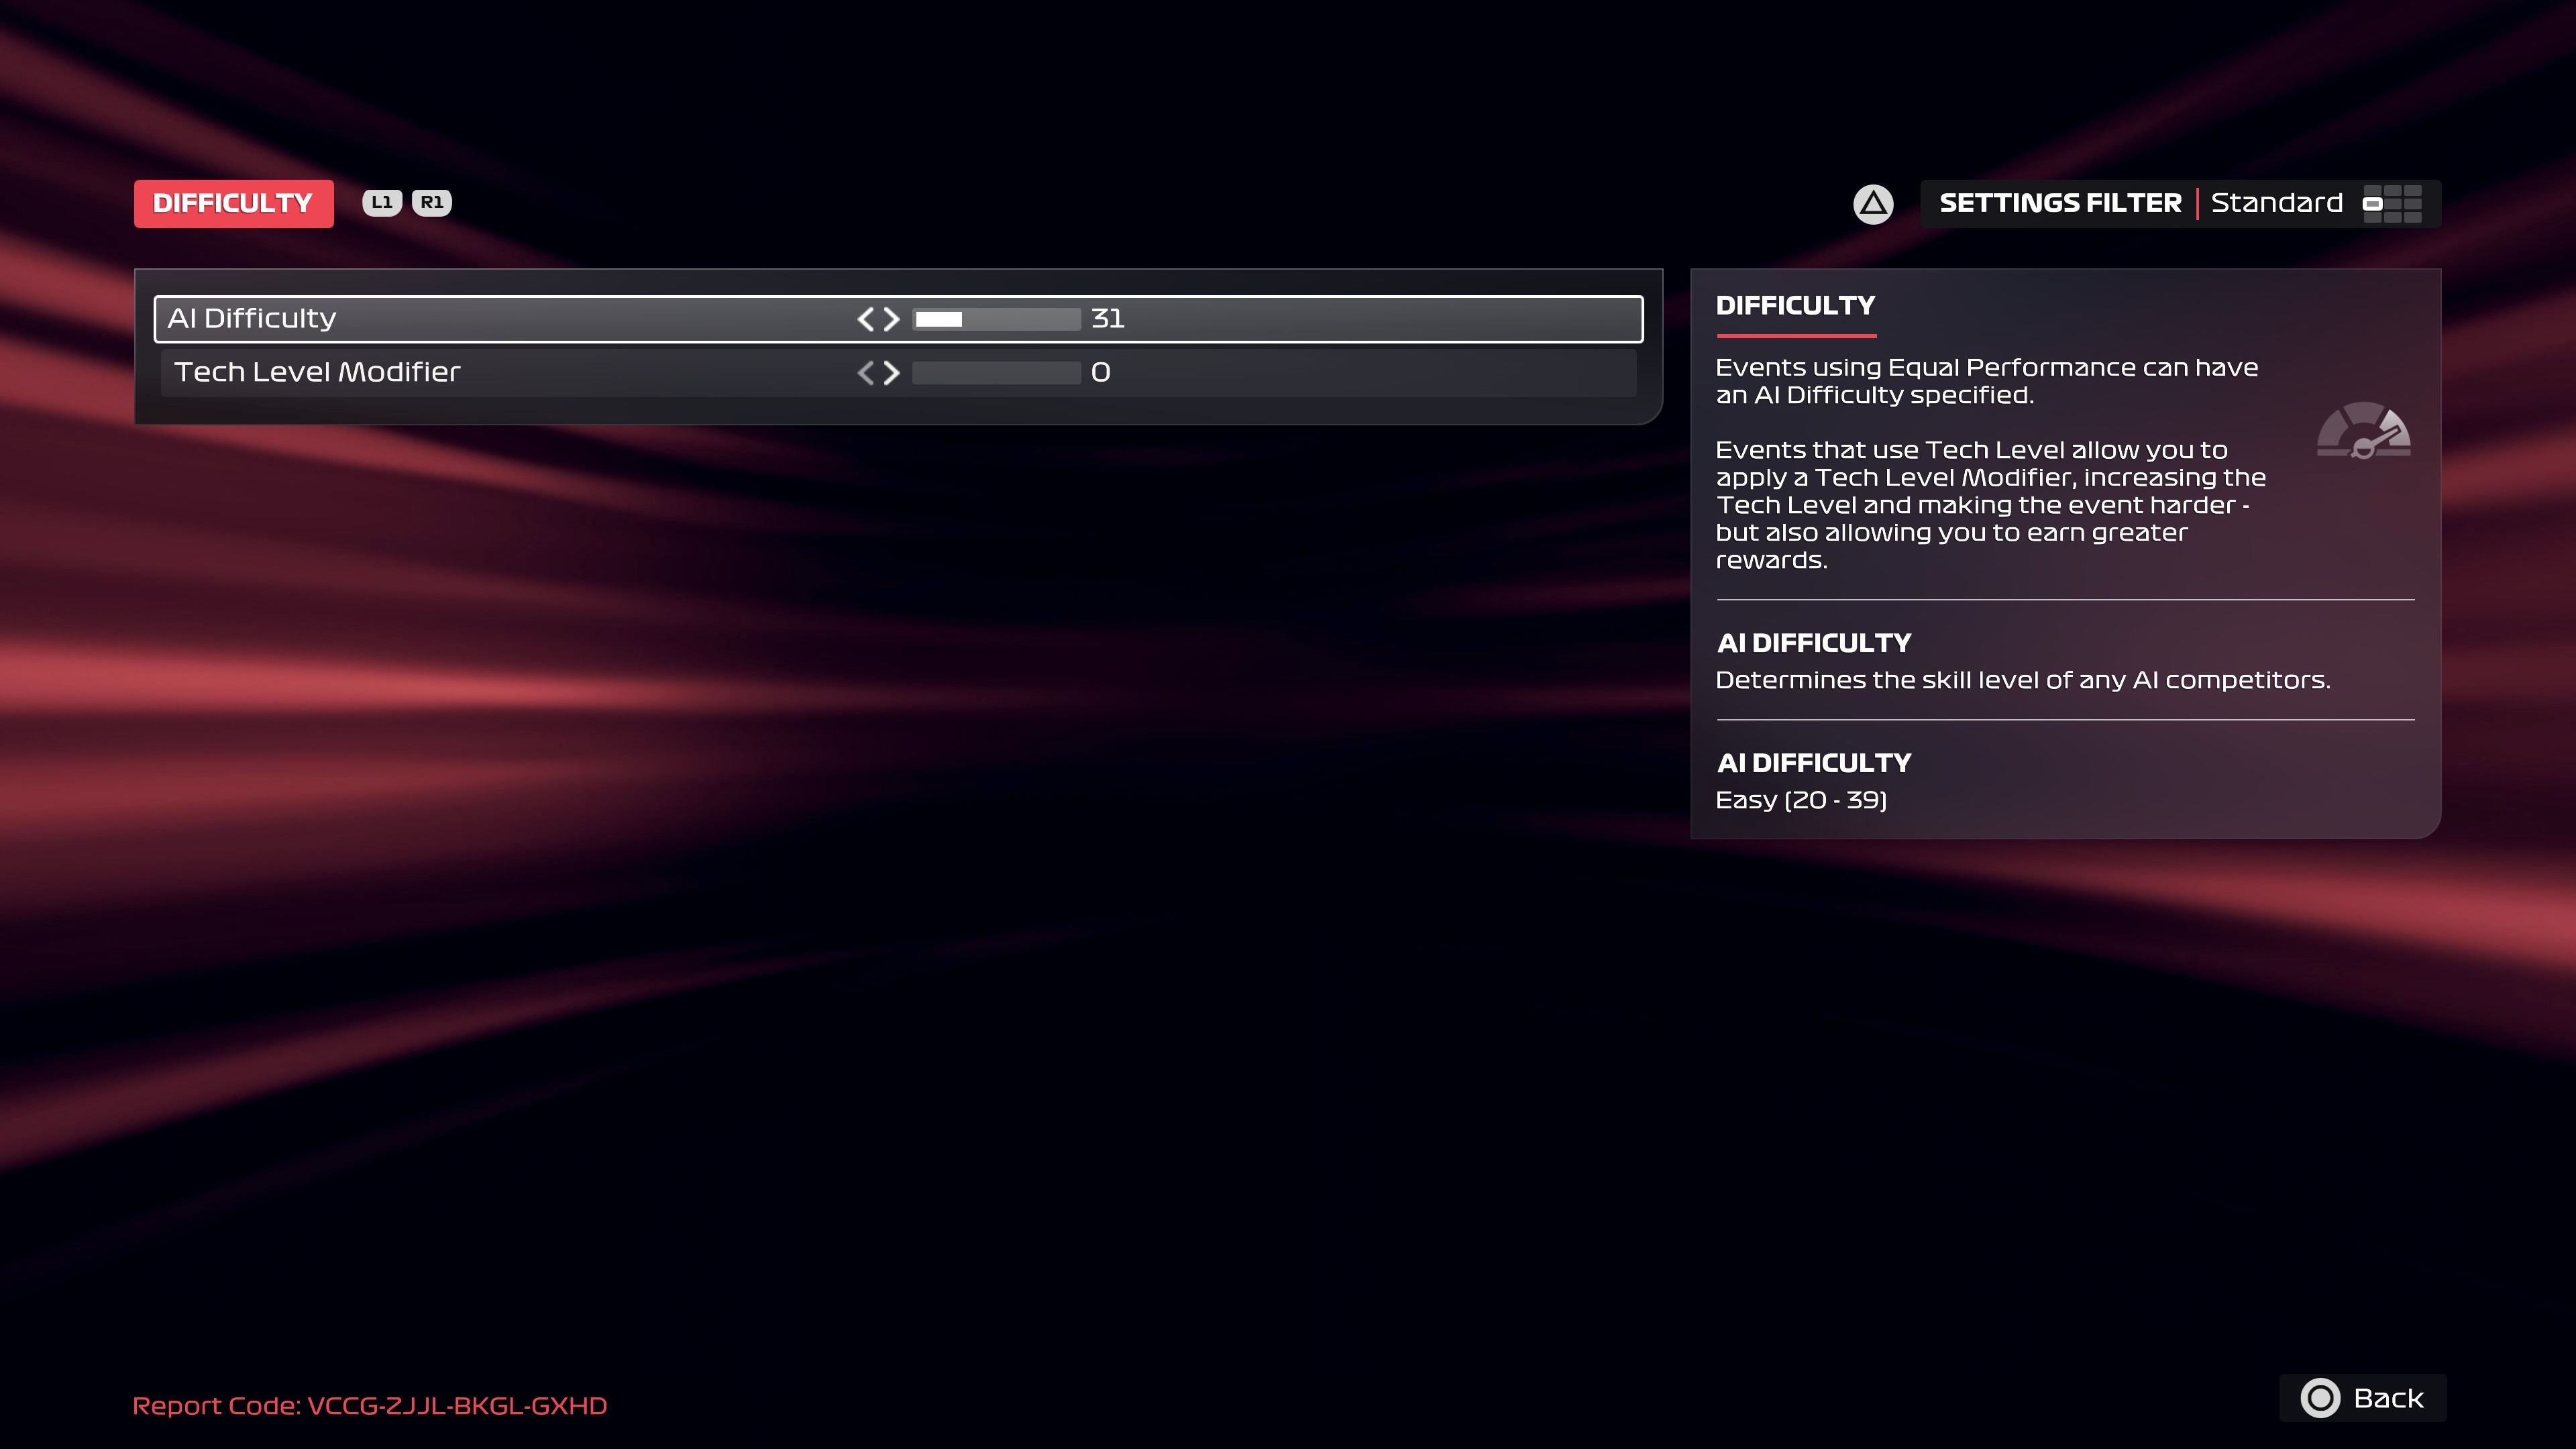 DIFFICULTY
L1 R1
SETTINGS FILTER | Standard
AI Difficulty 31
Tech Level Modifier 0
DIFFICULTY
Events using Equal Performance can have
an AI Difficulty specified.
Events that use Tech Level allow you to
apply a Tech Level Modifier, increasing the
Tech Level and making the event harder -
but also allowing you to earn greater
rewards.
AI DIFFICULTY
Determines the skill level of any AI competitors.
AI DIFFICULTY
Easy (20 - 39)
Report Code: VCCG-ZJJL-BKGL-GXHD
Back